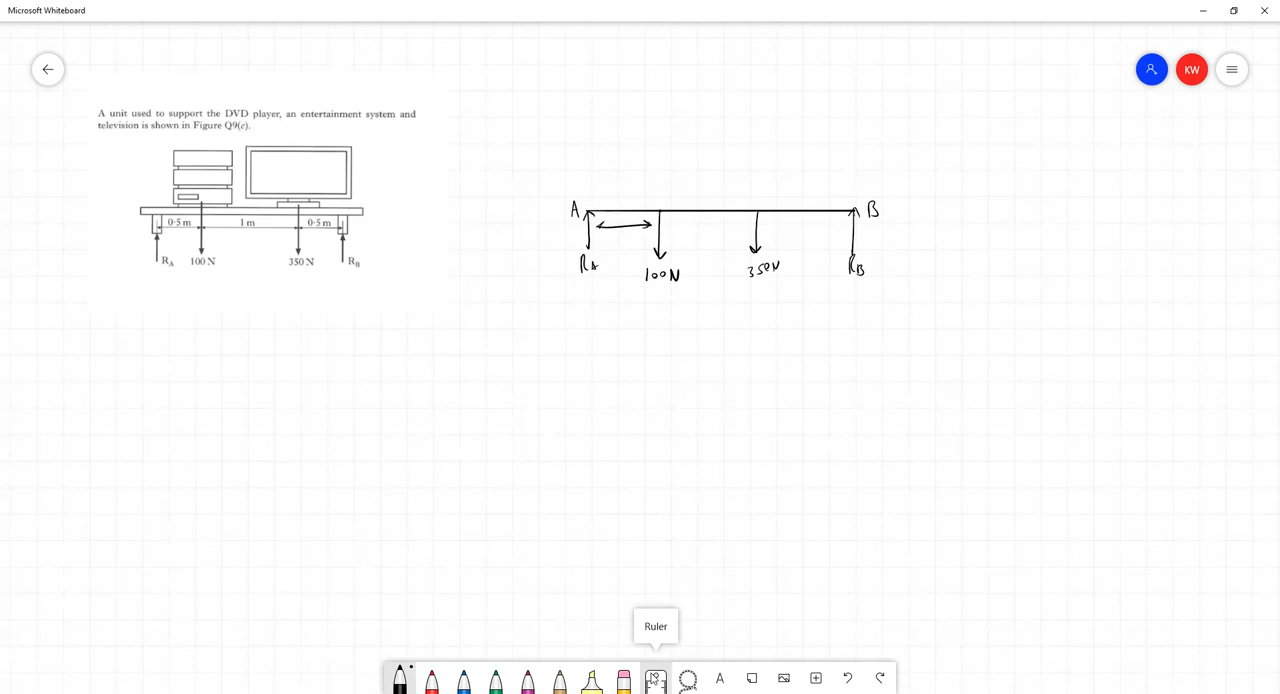 Microsoft Whiteboard
KW
A unit used to support the DVD player, an entertainment system and
television is shown in Figure Q9(c).
0·5 m 1 m 0·5 m
RA 100 N 350 N RB
A B
RA 100N 350N RB
Ruler
A